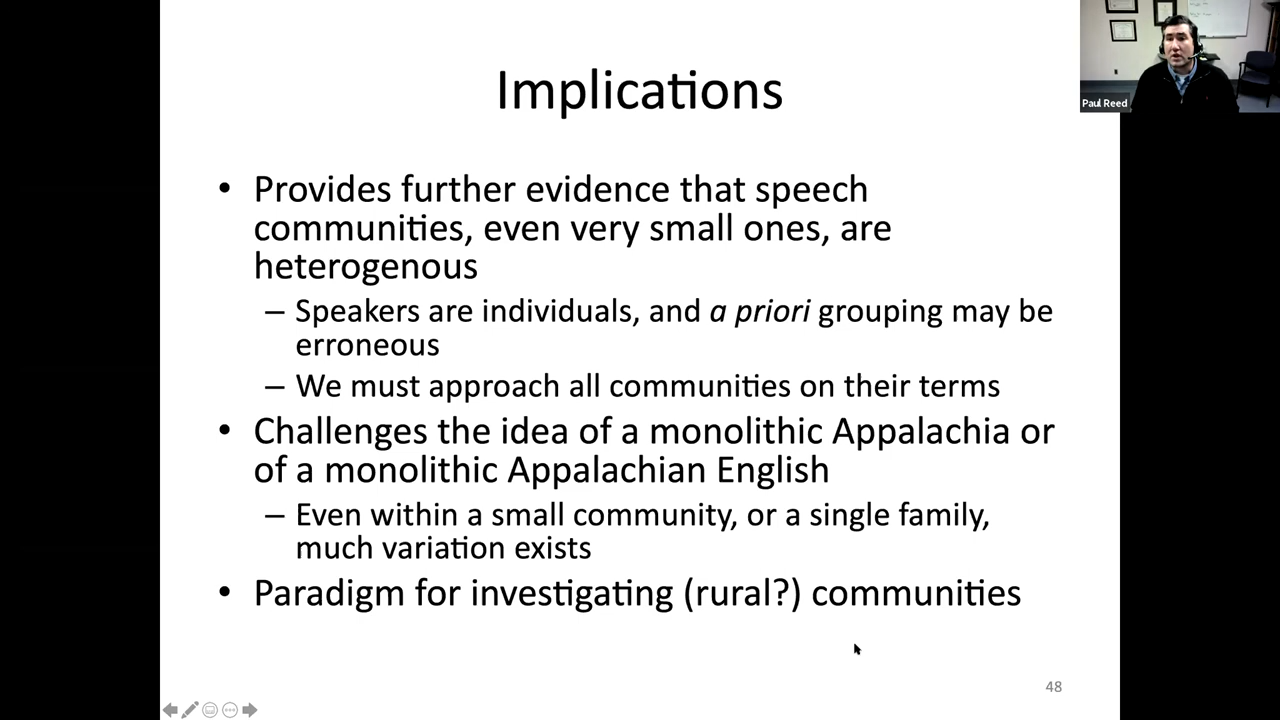 Implications
• Provides further evidence that speech
communities, even very small ones, are
heterogenous
– Speakers are individuals, and a priori grouping may be
erroneous
– We must approach all communities on their terms
• Challenges the idea of a monolithic Appalachia or
of a monolithic Appalachian English
– Even within a small community, or a single family,
much variation exists
• Paradigm for investigating (rural?) communities
48
Paul Reed